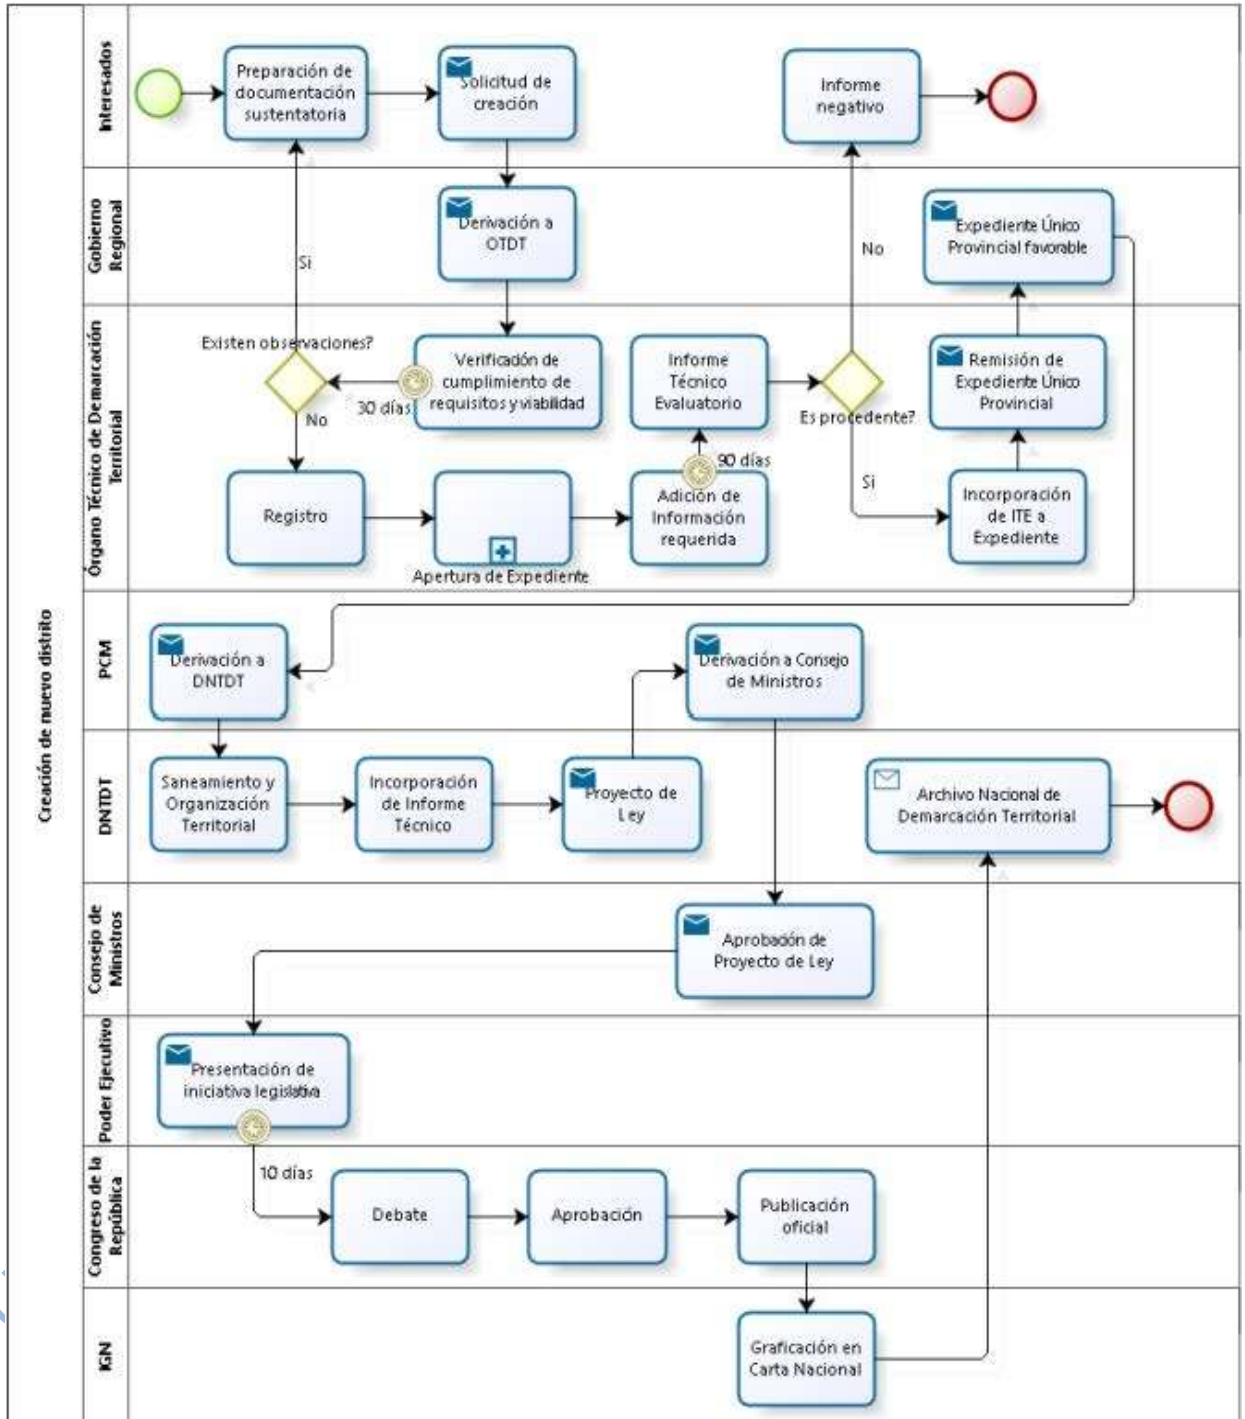 Creación de nuevo distrito
Interesados
Preparación de
documentación
sustentatoria
Solicitud de
creación
Informe
negativo
Gobierno
Regional
Si
Derivación a
OTDT
No
Expediente Único
Provincial favorable
Órgano Técnico de Demarcación
Territorial
Existen observaciones?
No
30 días
Verificación de
cumplimiento de
requisitos y viabilidad
Informe
Técnico
Evaluatorio
Es procedente?
Si
Remisión de
Expediente Único
Provincial
Registro
Apertura de Expediente
90 días
Adición de
Información
requerida
Incorporación
de ITE a
Expediente
PCM
Derivación a
DNTDT
Derivación a Consejo
de Ministros
DNTDT
Saneamiento y
Organización
Territorial
Incorporación
de Informe
Técnico
Proyecto de
Ley
Archivo Nacional de
Demarcación Territorial
Consejo de
Ministros
Aprobación de
Proyecto de Ley
Poder Ejecutivo
Presentación de
iniciativa legislativa
Congreso de la
República
10 días
Debate
Aprobación
Publicación
oficial
IGN
Graficación en
Carta Nacional